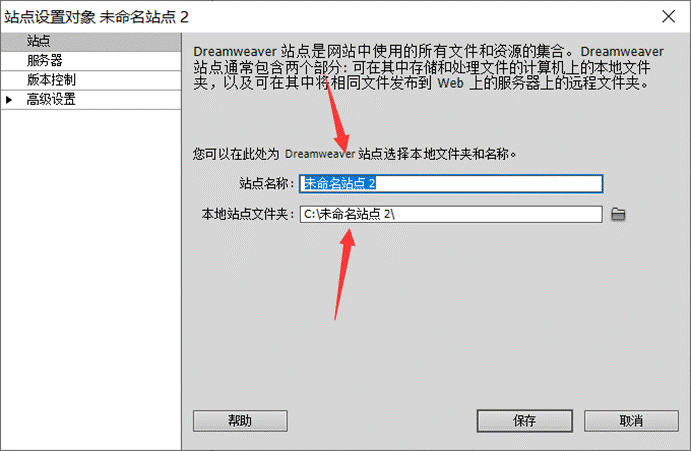 站点设置对象 未命名站点 2
站点
服务器
版本控制
高级设置
Dreamweaver 站点是网站中使用的所有文件和资源的集合。Dreamweaver
站点通常包含两个部分：可在其中存储和处理文件的计算机上的本地文件
夹，以及可在其中将相同文件发布到 Web 上的服务器上的远程文件夹。
您可以在此处为 Dreamweaver 站点选择本地文件夹和名称。
站点名称： 未命名站点 2
本地站点文件夹： C:\未命名站点 2\
帮助 保存 取消